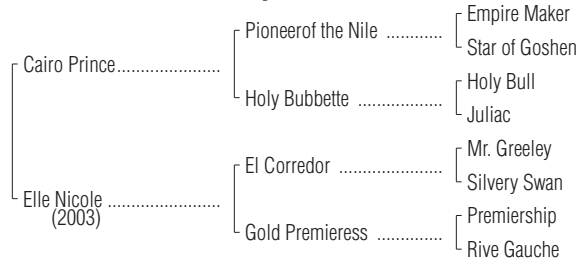 Empire Maker
Pioneerof the Nile ............
Star of Goshen
Cairo Prince.....................
Holy Bull
Holy Bubbette ..................
Juliac
Mr. Greeley
El Corredor ......................
Silvery Swan
Elle Nicole .......................
(2003)
Premiership
Gold Premieress ..............
Rive Gauche